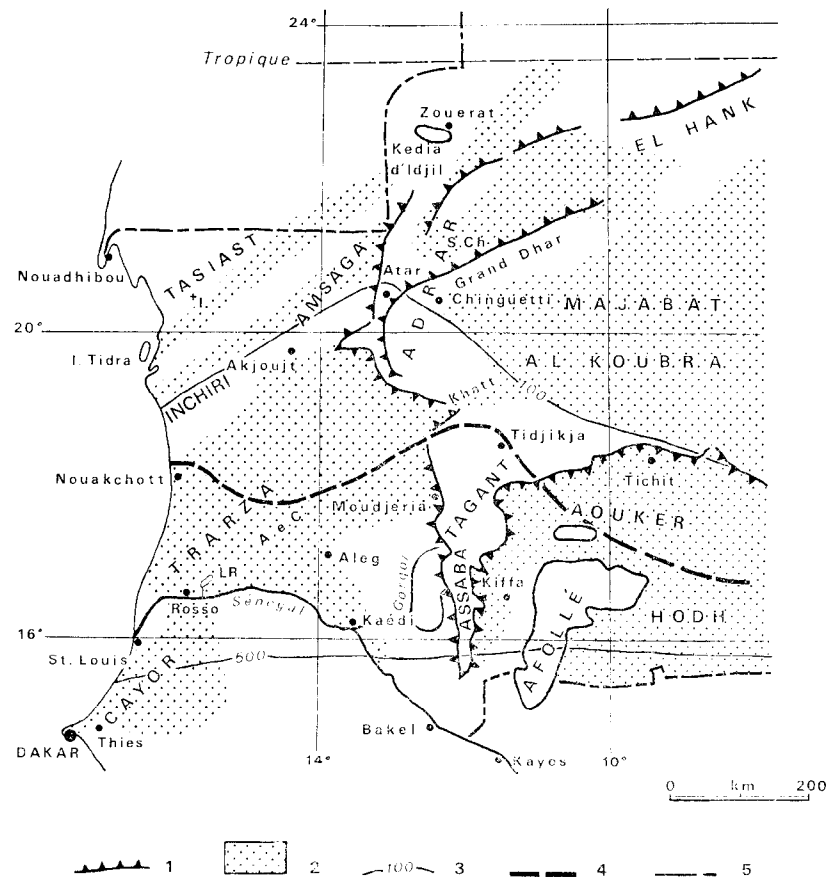 24°
Tropique
Zouerat
Kedia
d'Idjil
EL HANK
TASIAST
AMSAGA
ADRAR
S.Ch
Grand Dhar
Nouadhibou
+I.
Atar
Chinguetti
MAJABAT
20°
I. Tidra
Akjoujt
AL KOUBRA
INCHIRI
Khatt
100
Tidjikja
Nouakchott
Tichit
TRARZA
Moudjeria
TAGANT
AOUKER
A e C
Aleg
Gorgol
ASSABA
Kiffa
AFOLLÉ
LR
Rosso
Sénégal
Kaédi
HODH
16°
St. Louis
500
CAYOR
Bakel
DAKAR
Thies
14°
Kayes
10°
0 km 200
1 2 100 3 4 5